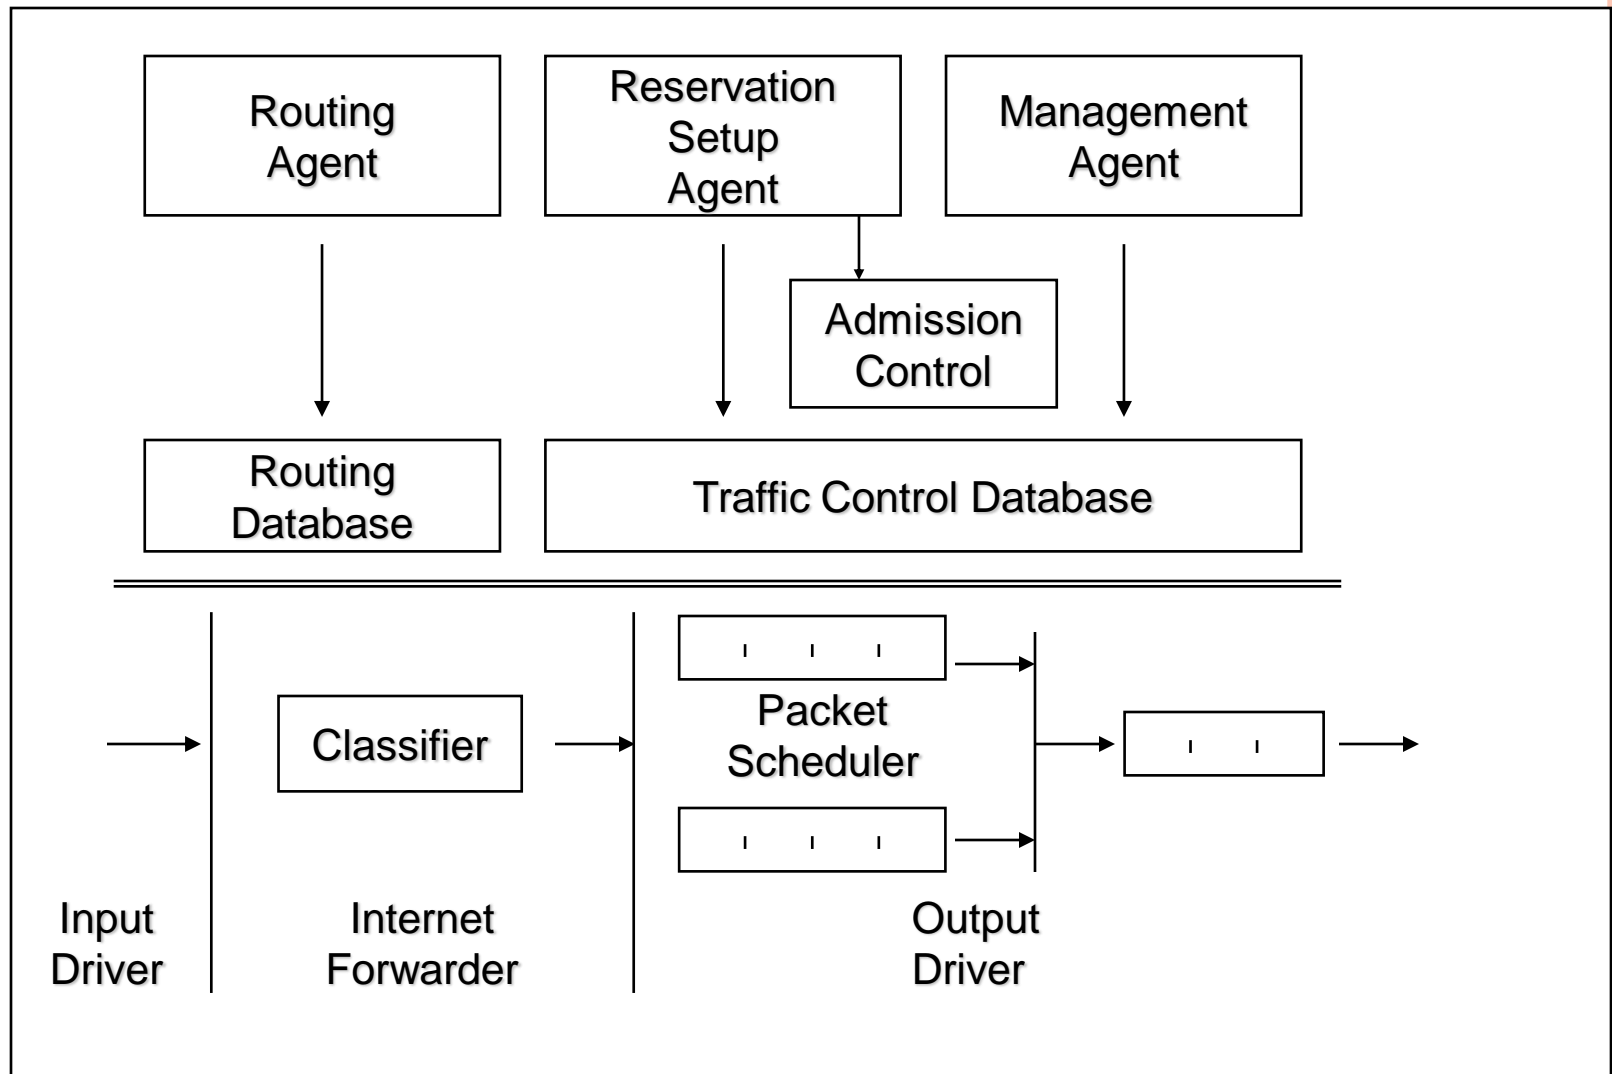 Routing
Agent
Reservation
Setup
Agent
Management
Agent
Admission
Control
Routing
Database
Traffic Control Database
Classifier
Packet
Scheduler
Input
Driver
Internet
Forwarder
Output
Driver